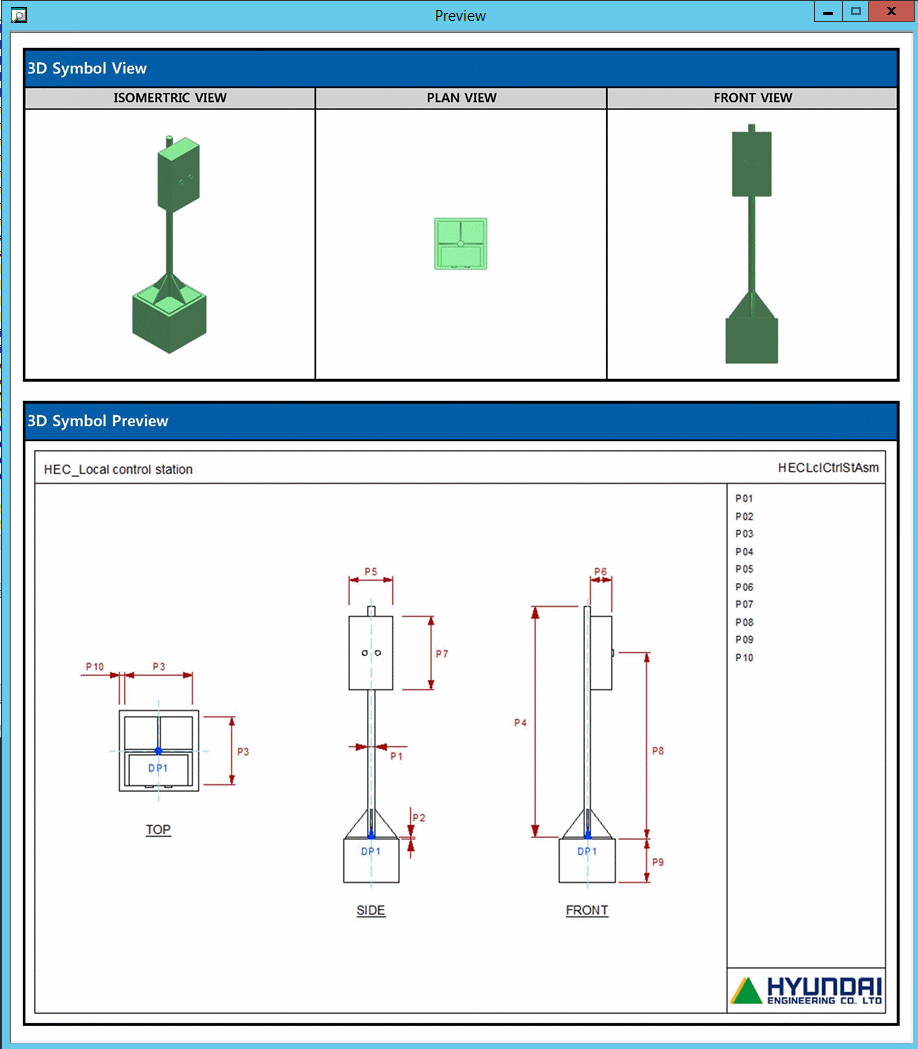 Preview
3D Symbol View
ISOMERTRIC VIEW
PLAN VIEW
FRONT VIEW
3D Symbol Preview
HEC_Local control station
HECLclCtrlStAsm
P01
P02
P03
P04
P05
P06
P07
P08
P09
P10
P10
P3
P3
DP1
TOP
P5
P7
P1
P2
DP1
SIDE
P6
P4
P8
P9
DP1
FRONT
HYUNDAI
ENGINEERING CO. LTD